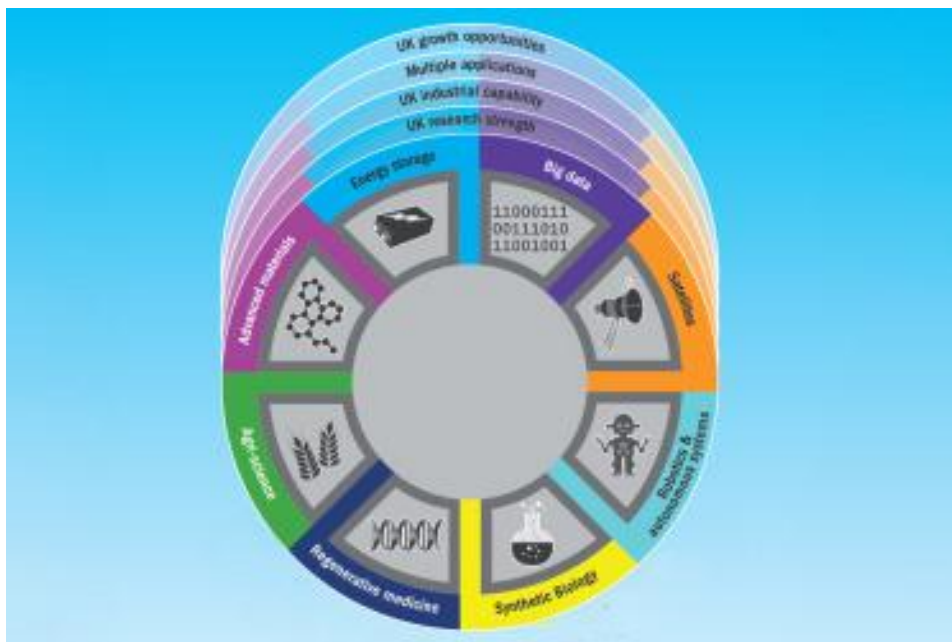 UK growth opportunities
Multiple applications
UK industrial capability
UK research strength
Energy storage
Big data
11000111
00111010
11001001
Satellites
Robotics &
autonomous systems
Synthetic Biology
Regenerative medicine
Agri-science
Advanced materials